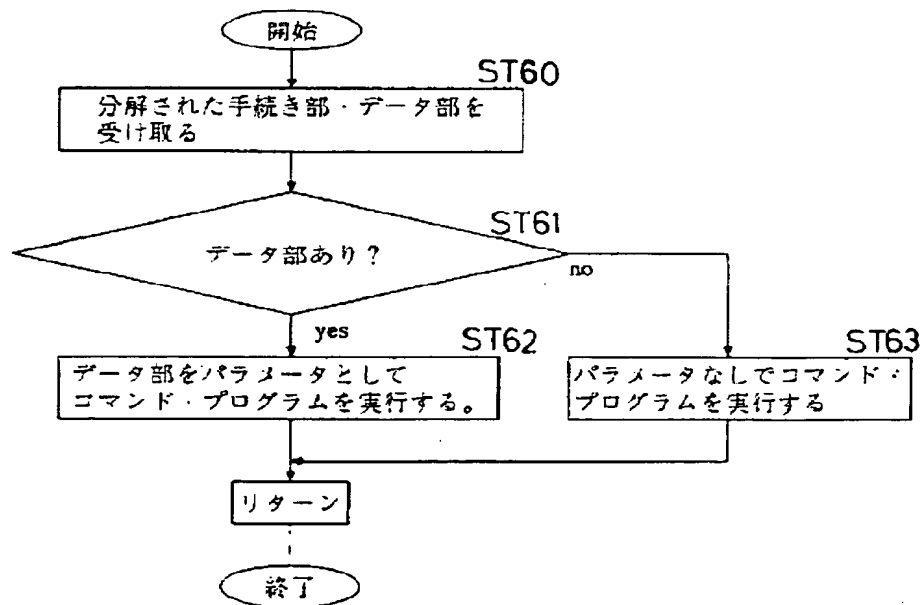 開始
ST60
分解された手続き部・データ部を
受け取る
ST61
データ部あり?
no
yes
ST62
データ部をパラメータとして
コマンド・プログラムを実行する。
ST63
パラメータなしでコマンド・
プログラムを実行する
リターン
終了